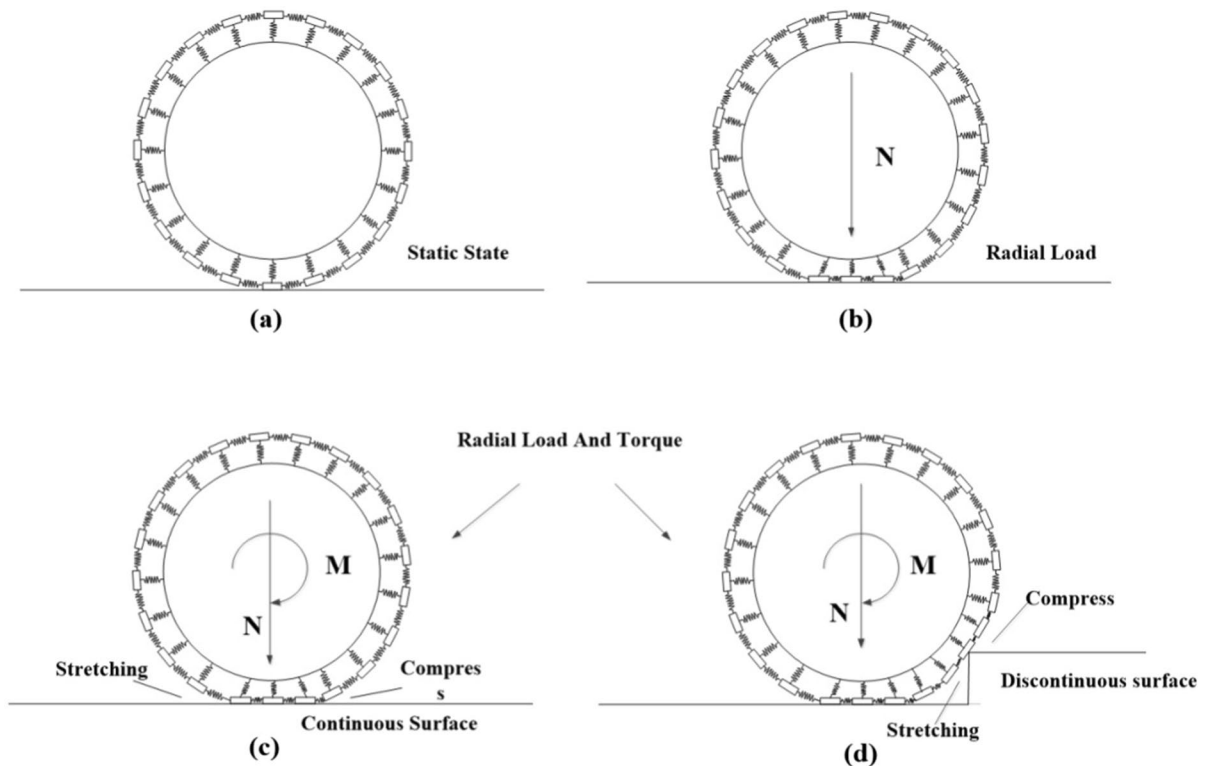 Static State
(a)
N
Radial Load
(b)
Radial Load And Torque
M
N
Stretching
Compres
s
Continuous Surface
(c)
M
N
Compress
Discontinuous surface
Stretching
(d)